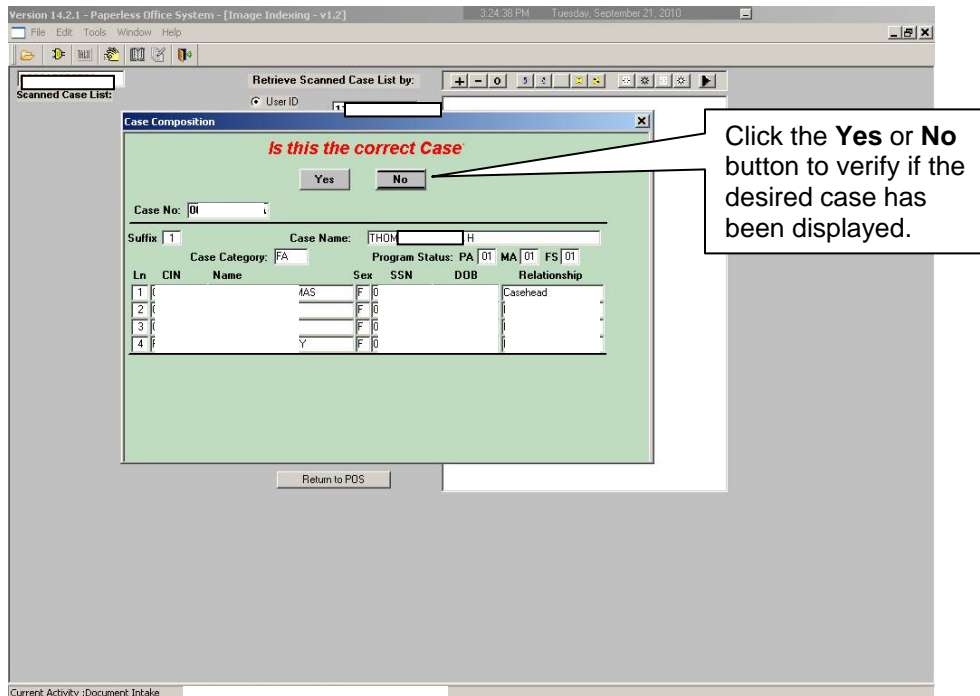 Version 14.2.1 - Paperless Office System - [Image Indexing - v1.2] 3:24:38 PM Tuesday, September 21, 2010
File Edit Tools Window Help
Scanned Case List:
Retrieve Scanned Case List by:
User ID
Case Composition
Is this the correct Case
Yes No
Click the Yes or No
button to verify if the
desired case has
been displayed.
Case No:
Suffix 1 Case Name: THOM H
Case Category: FA Program Status: PA 01 MA 01 FS 01
Ln CIN Name Sex SSN DOB Relationship
1 MAS F 0 Casehead
2 F 0
3 F 0
4 Y F 0
Return to POS
Current Activity :Document Intake